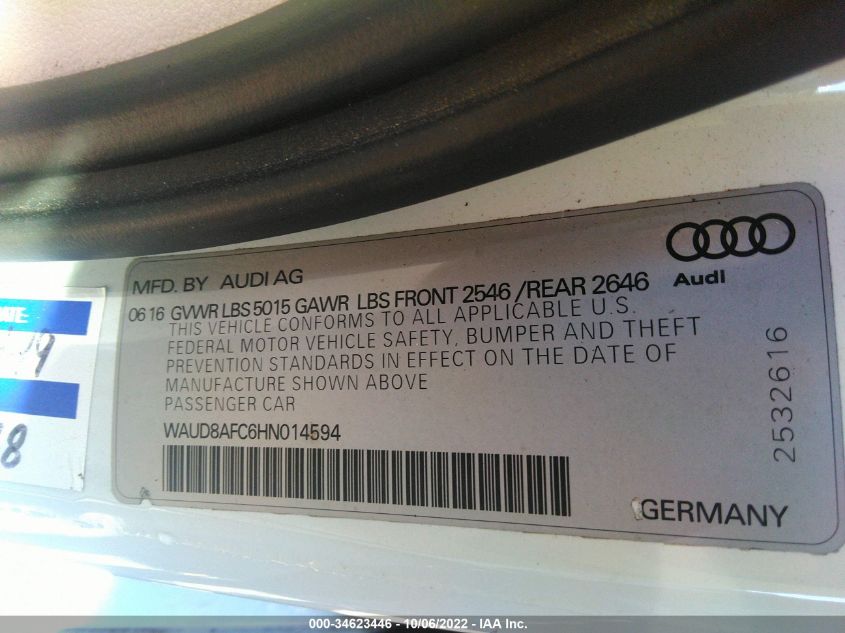 Audi
MFD. BY AUDI AG
06 16 GVWR LBS 5015 GAWR LBS FRONT 2546 /REAR 2646
THIS VEHICLE CONFORMS TO ALL APPLICABLE U.S.
FEDERAL MOTOR VEHICLE SAFETY, BUMPER AND THEFT
PREVENTION STANDARDS IN EFFECT ON THE DATE OF
MANUFACTURE SHOWN ABOVE
PASSENGER CAR
WAUD8AFC6HN014594
GERMANY
2532616
000-34623446 - 10/06/2022 - IAA Inc.